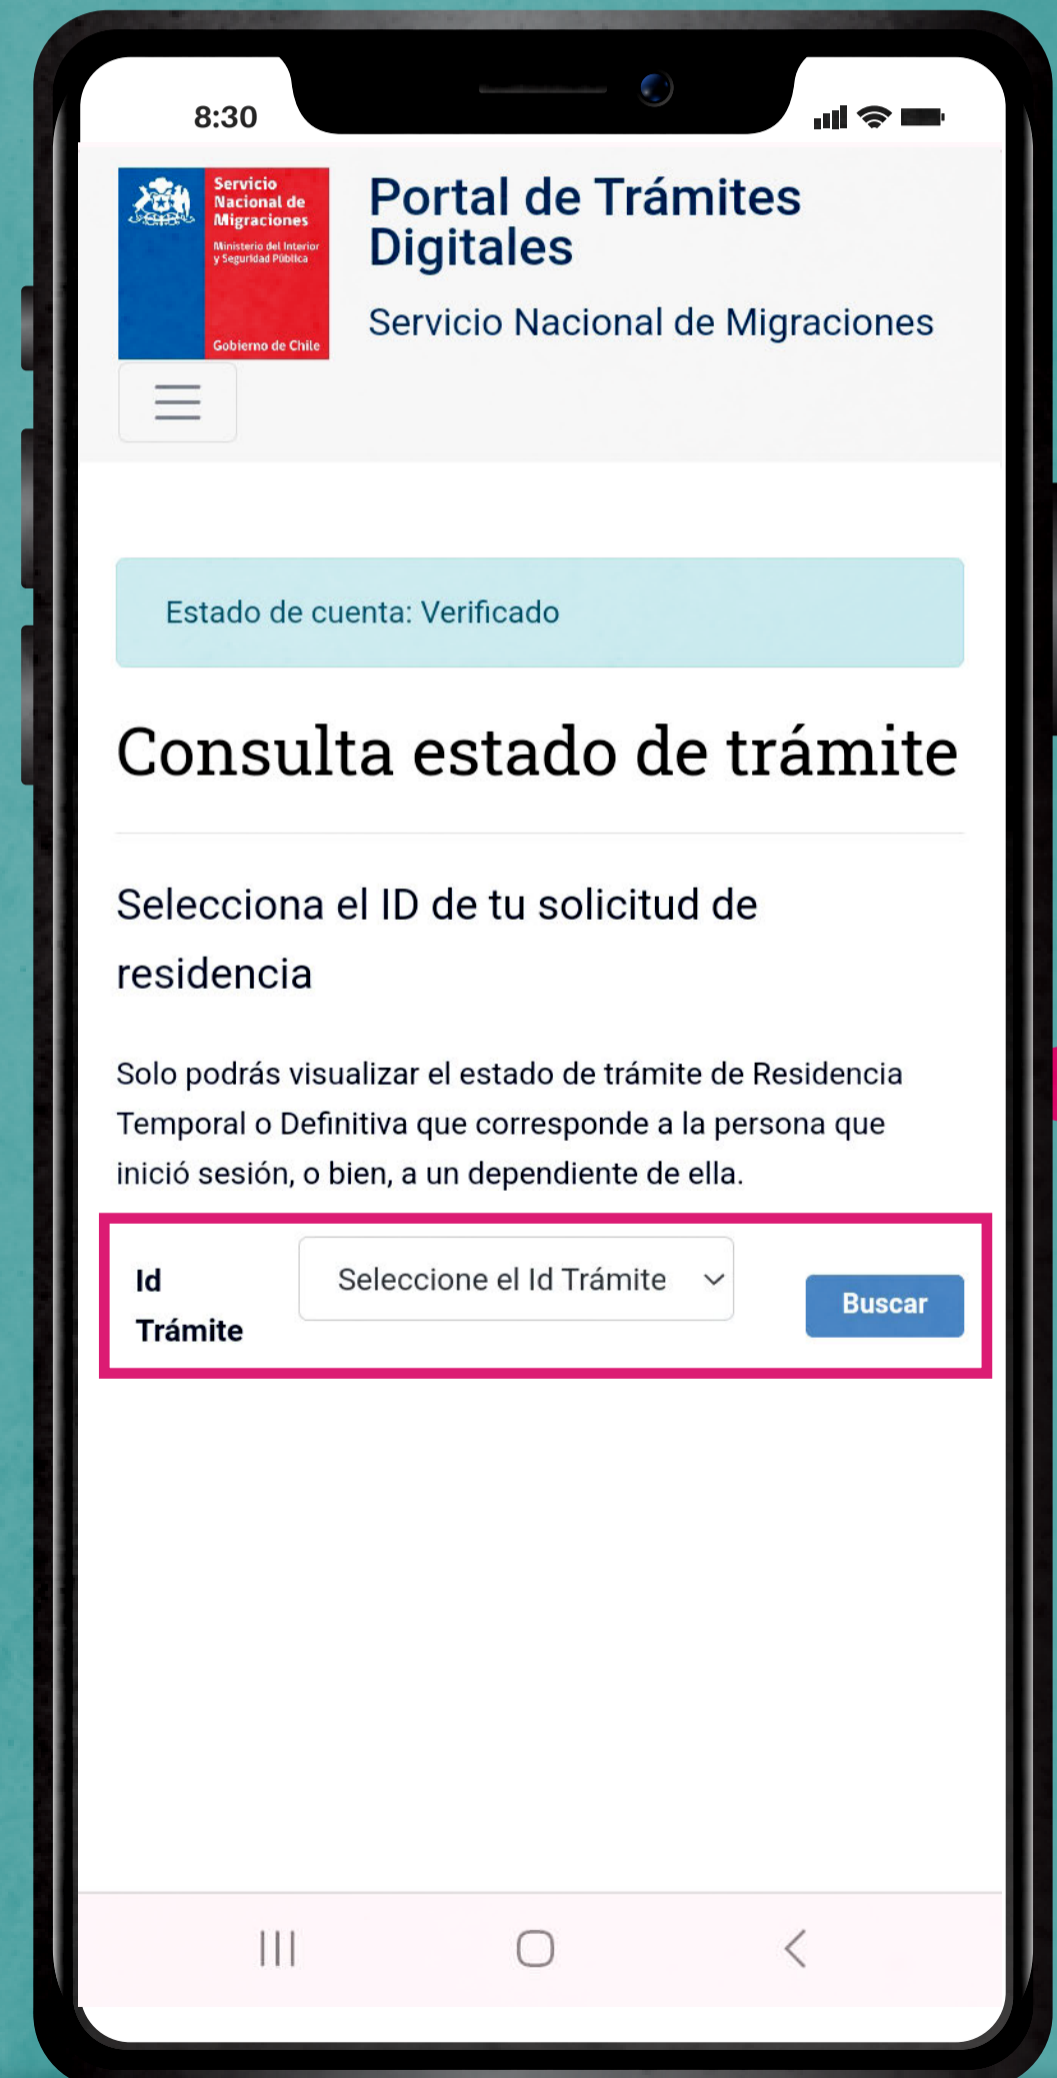 8:30
Servicio
Nacional de
Migraciones
Ministerio del Interior
y Seguridad Pública
Gobierno de Chile
Portal de Trámites
Digitales
Servicio Nacional de Migraciones
Estado de cuenta: Verificado
Consulta estado de trámite
Selecciona el ID de tu solicitud de
residencia
Solo podrás visualizar el estado de trámite de Residencia
Temporal o Definitiva que corresponde a la persona que
inició sesión, o bien, a un dependiente de ella.
Id
Trámite
Seleccione el Id Trámite
Buscar